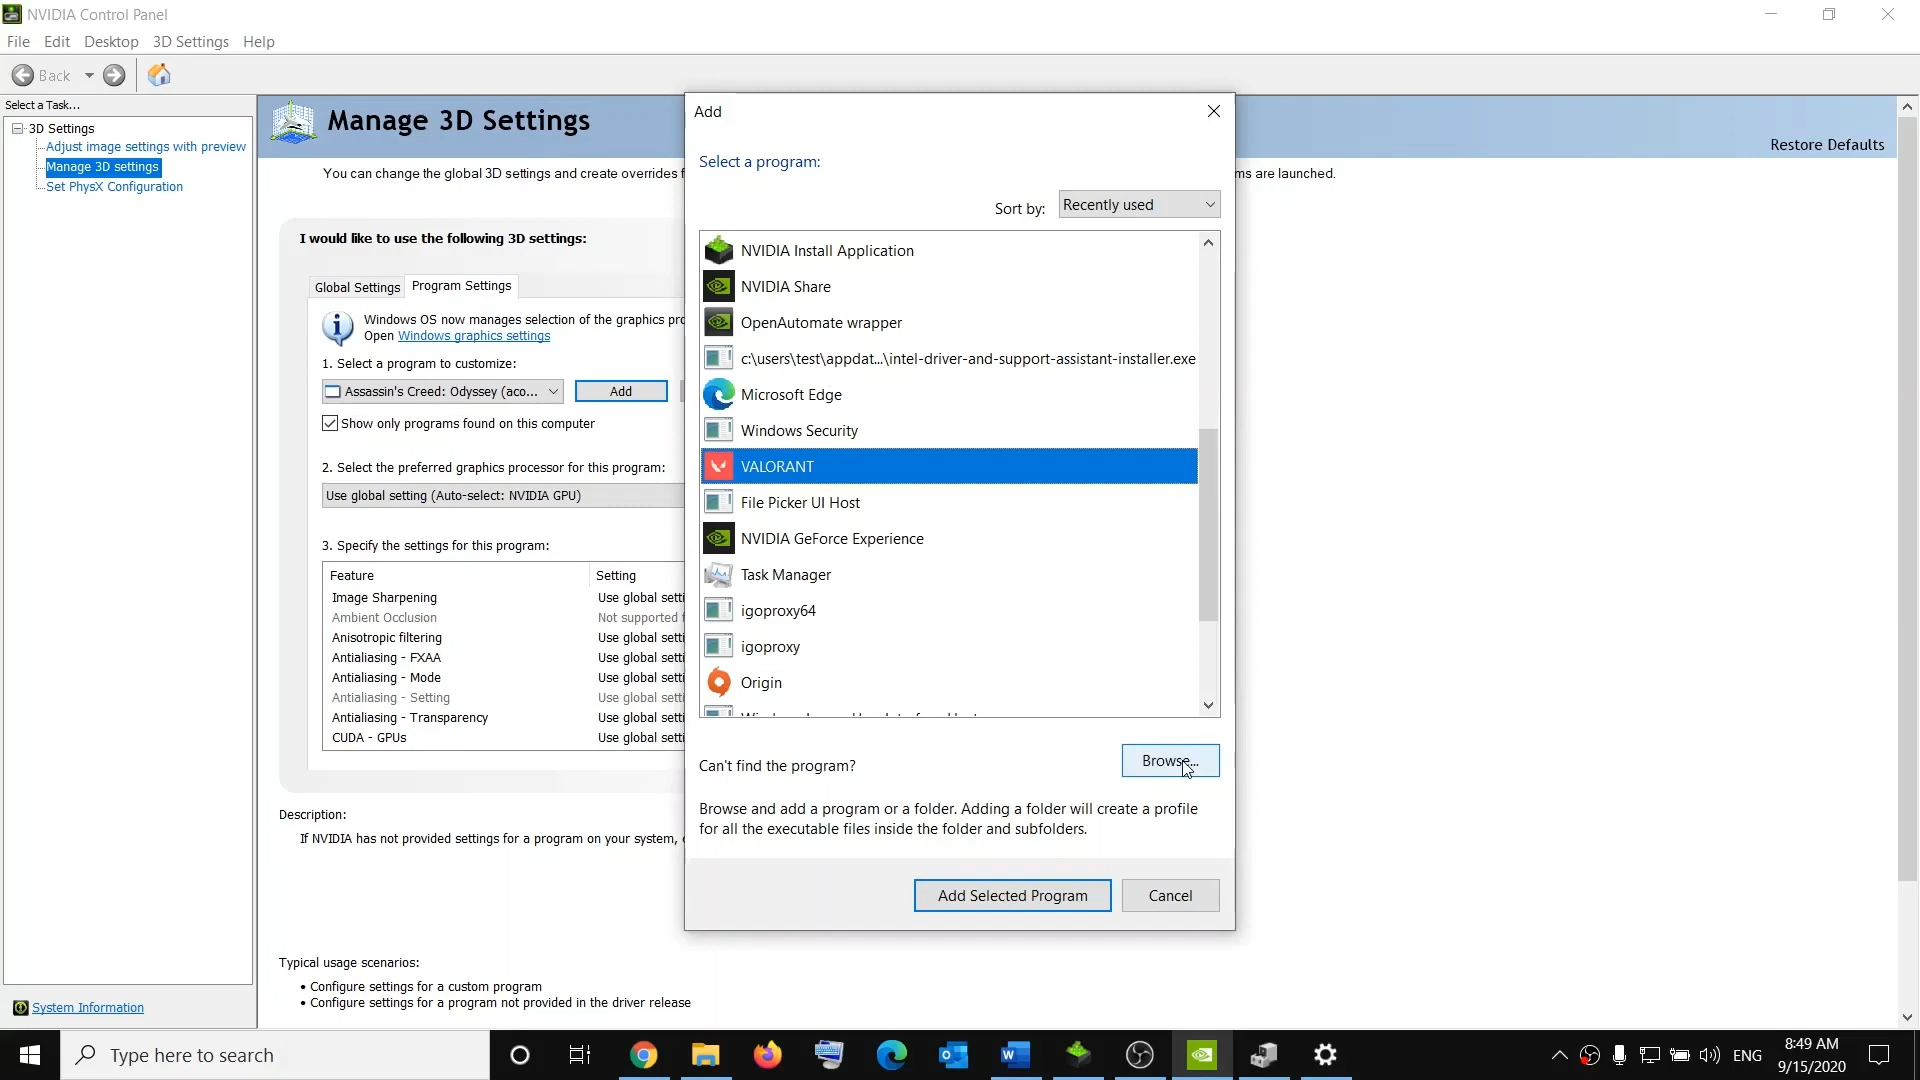 NVIDIA Control Panel
File Edit Desktop 3D Settings Help
Back
Select a Task...
3D Settings
Adjust image settings with preview
Manage 3D settings
Set PhysX Configuration
System Information
Manage 3D Settings
Restore Defaults
You can change the global 3D settings and create overrides f
ms are launched.
I would like to use the following 3D settings:
Global Settings Program Settings
Windows OS now manages selection of the graphics pro
Open Windows graphics settings
1. Select a program to customize:
Assassin's Creed: Odyssey (aco... Add
Show only programs found on this computer
2. Select the preferred graphics processor for this program:
Use global setting (Auto-select: NVIDIA GPU)
3. Specify the settings for this program:
Feature Setting
Image Sharpening Use global setti
Ambient Occlusion Not supported f
Anisotropic filtering Use global setti
Antialiasing - FXAA Use global setti
Antialiasing - Mode Use global setti
Antialiasing - Setting Use global setti
Antialiasing - Transparency Use global setti
CUDA - GPUs Use global setti
Description:
If NVIDIA has not provided settings for a program on your system,
Typical usage scenarios:
• Configure settings for a custom program
• Configure settings for a program not provided in the driver release
Add
Select a program:
Sort by: Recently used
NVIDIA Install Application
NVIDIA Share
OpenAutomate wrapper
c:\users\test\appdat...\intel-driver-and-support-assistant-installer.exe
Microsoft Edge
Windows Security
VALORANT
File Picker UI Host
NVIDIA GeForce Experience
Task Manager
igoproxy64
igoproxy
Origin
Can't find the program? Browse...
Browse and add a program or a folder. Adding a folder will create a profile
for all the executable files inside the folder and subfolders.
Add Selected Program Cancel
Type here to search
ENG
8:49 AM
9/15/2020